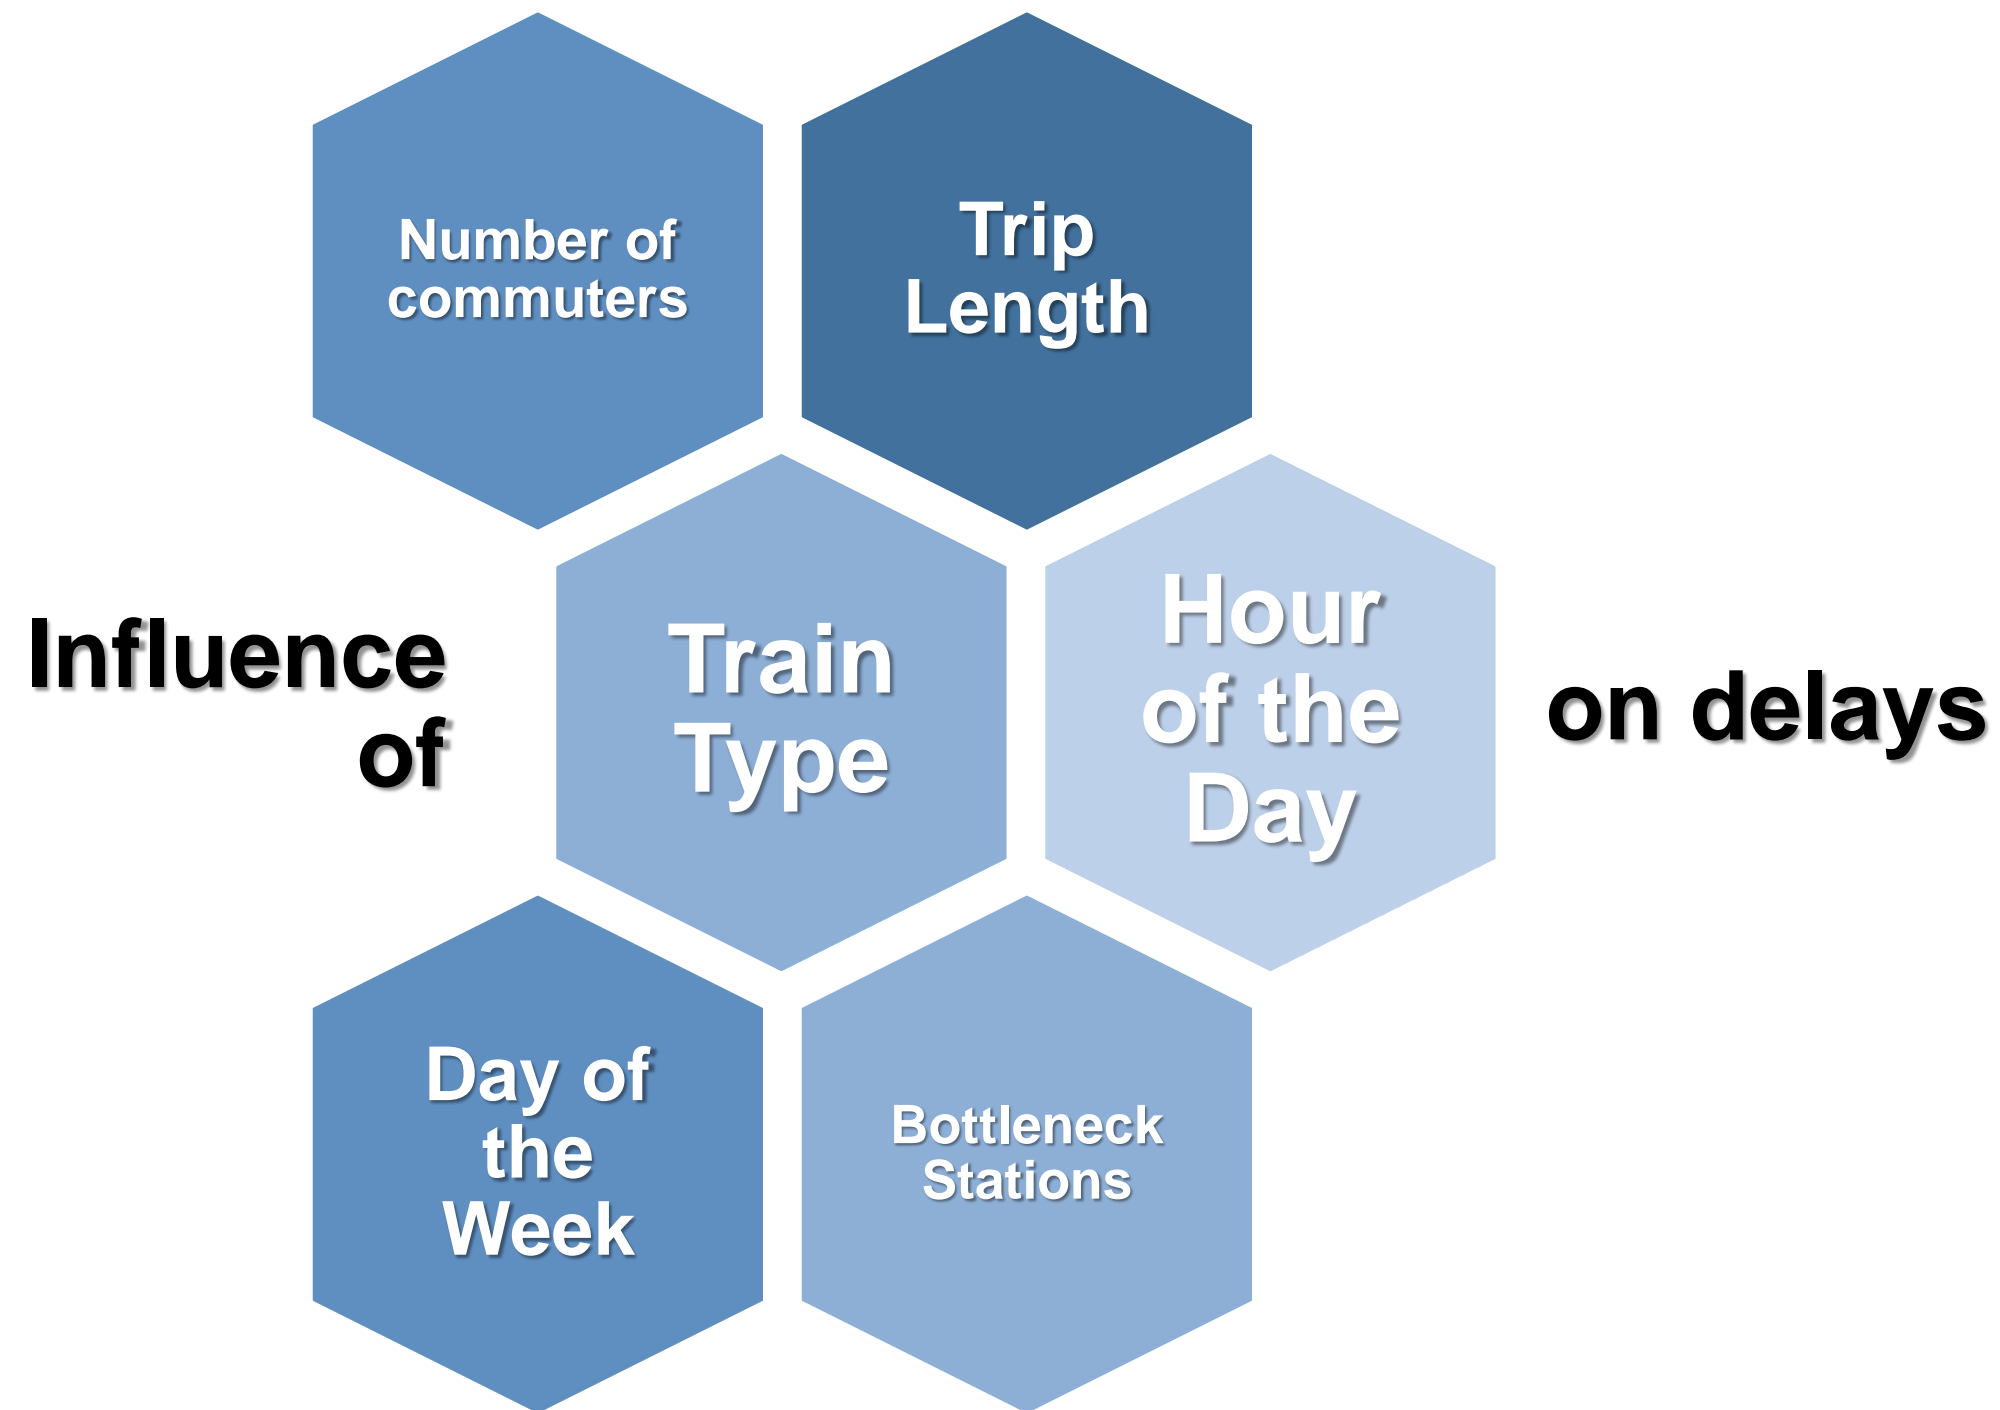 Number of
commuters
Trip
Length
Influence
of
Train
Type
Hour
of the
Day
on delays
Day of
the
Week
Bottleneck
Stations